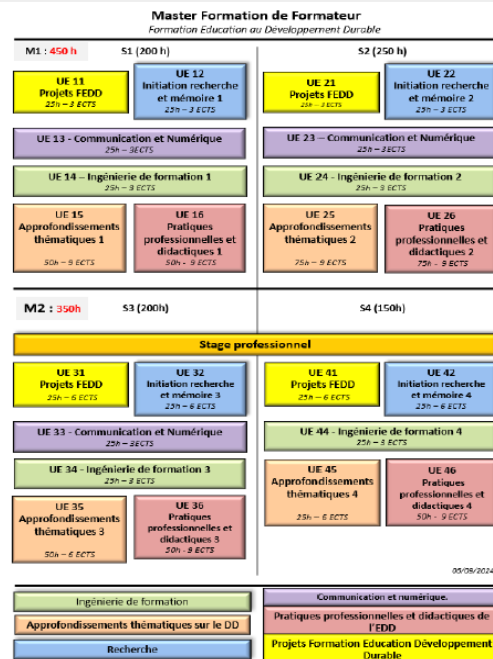 Master Formation de Formateur
Formation Education au Développement Durable
M1 : 450 h
S1 (200 h)
S2 (250 h)
UE 11
Projets FEDD
25h – 3 ECTS
UE 12
Initiation recherche
et mémoire 1
25h – 3 ECTS
UE 21
Projets FEDD
25h – 3 ECTS
UE 22
Initiation recherche
et mémoire 2
25h – 3 ECTS
UE 13 - Communication et Numérique
25h – 3ECTS
UE 23 – Communication et Numérique
25h – 3ECTS
UE 14 – Ingénierie de formation 1
25h – 3 ECTS
UE 24 - Ingénierie de formation 2
25h – 3 ECTS
UE 15
Approfondissements
thématiques 1
50h – 9 ECTS
UE 16
Pratiques
professionnelles et
didactiques 1
50h - 9 ECTS
UE 25
Approfondissements
thématiques 2
75h – 9 ECTS
UE 26
Pratiques
professionnelles et
didactiques 2
75h - 9 ECTS
M2 : 350h
S3 (200h)
S4 (150h)
Stage professionnel
UE 31
Projets FEDD
25h – 6 ECTS
UE 32
Initiation recherche
et mémoire 3
25h – 6 ECTS
UE 41
Projets FEDD
25h – 6 ECTS
UE 42
Initiation recherche
et mémoire 4
25h – 6 ECTS
UE 33 - Communication et Numérique
25h – 3ECTS
UE 44 - Ingénierie de formation 4
25h – 3 ECTS
UE 34 - Ingénierie de formation 3
25h – 3 ECTS
UE 45
Approfondissements
thématiques 4
25h – 6 ECTS
UE 46
Pratiques
professionnelles et
didactiques 4
50h - 9 ECTS
UE 35
Approfondissements
thématiques 3
50h – 6 ECTS
UE 36
Pratiques
professionnelles et
didactiques 3
50h - 9 ECTS
Ingénierie de formation
Communication et numérique.
Approfondissements thématiques sur le DD
Pratiques professionnelles et didactiques de
l'EDD
Recherche
Projets Formation Education Développement
Durable